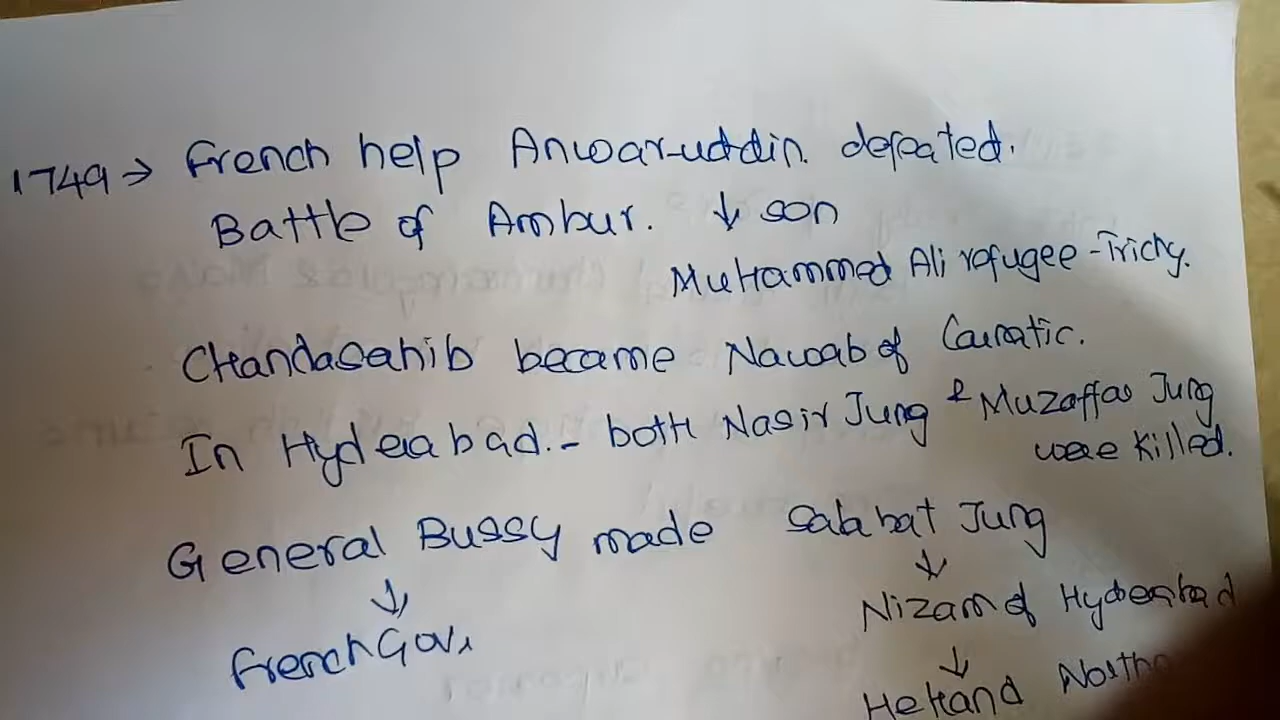 1749 → French help Anwar-uddin defeated.
Battle of Ambur. ↓ son
Muhammed Ali refugee - Trichy.
Chandasahib became Nawab of Carnatic.
In Hyderabad. - both Nasir Jung & Muzaffar Jung
were killed.
General Bussy made Salabat Jung
↓ ↓
French Gov. Nizam of Hyderabad
↓
He hand